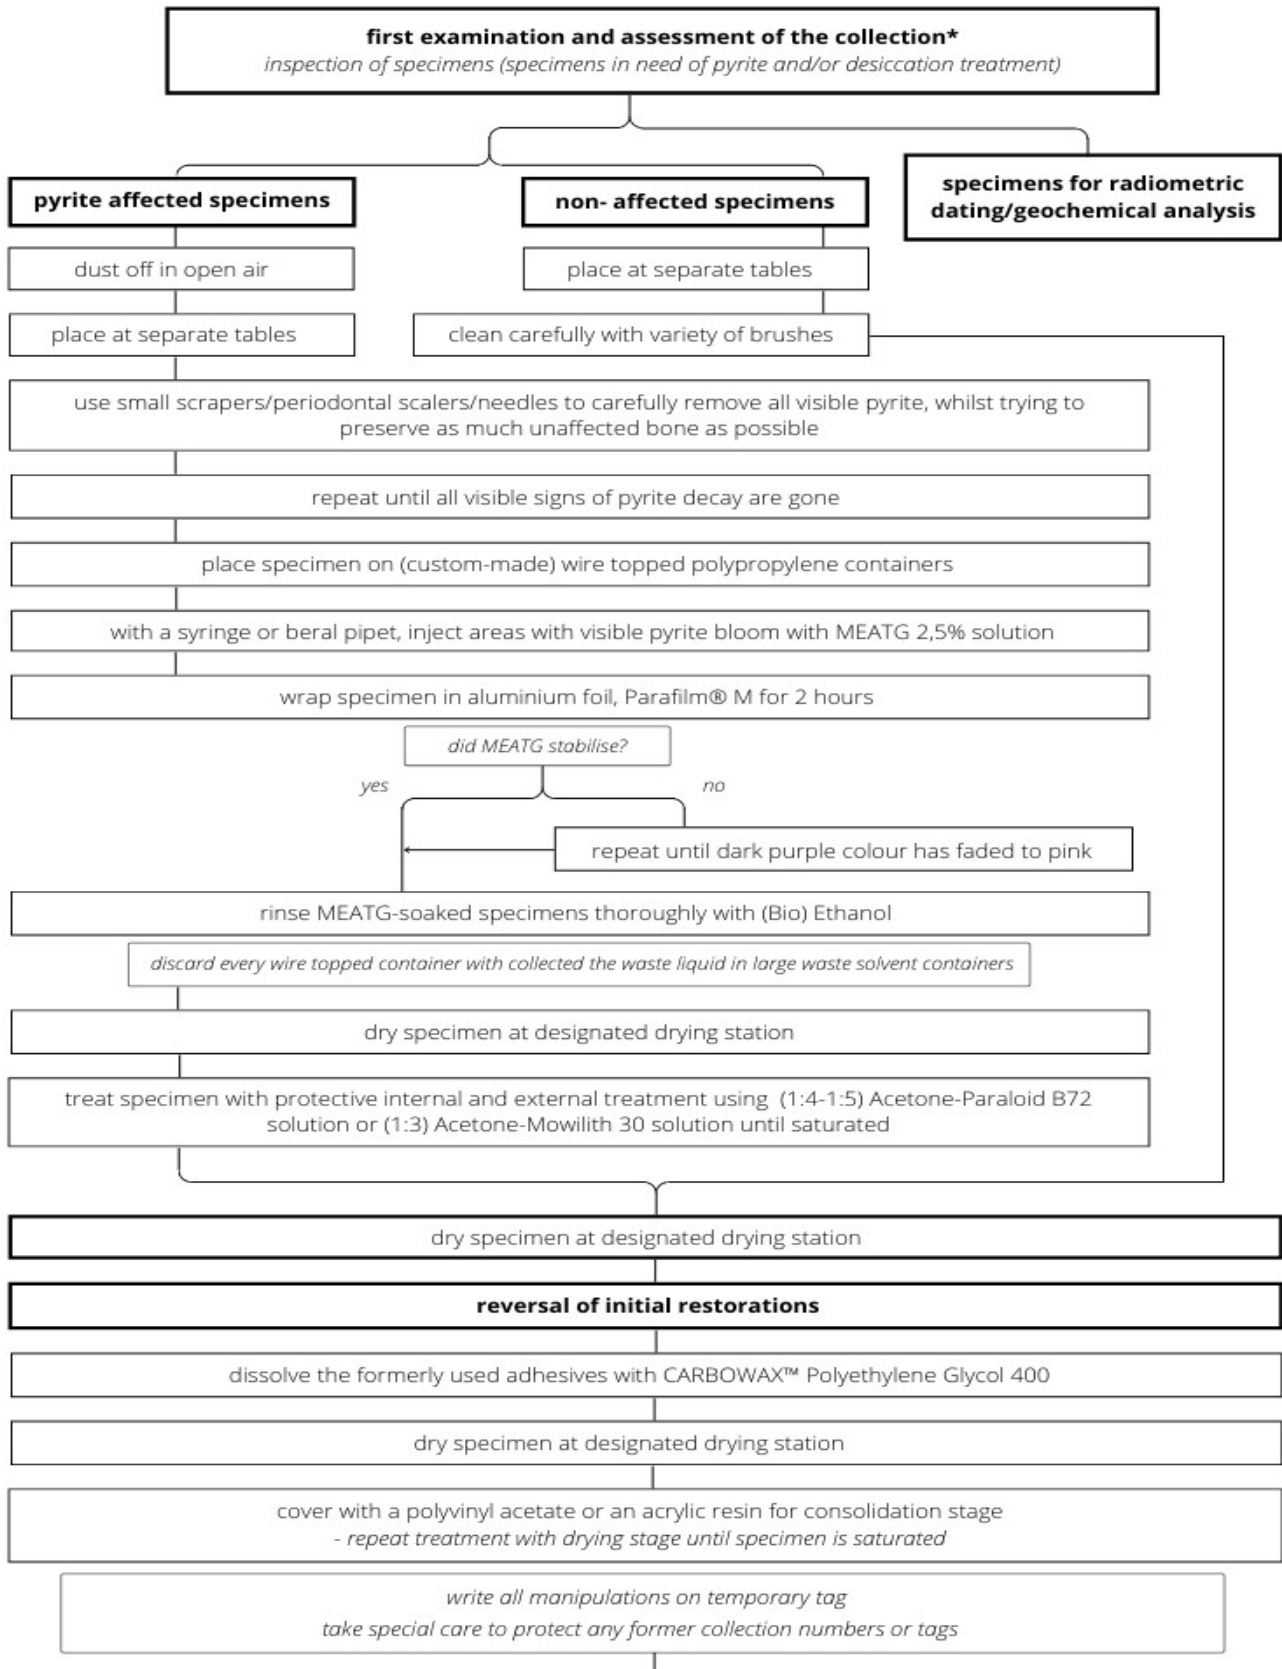 first examination and assessment of the collection*
inspection of specimens (specimens in need of pyrite and/or desiccation treatment)
pyrite affected specimens
non- affected specimens
specimens for radiometric
dating/geochemical analysis
dust off in open air
place at separate tables
place at separate tables
clean carefully with variety of brushes
use small scrapers/periodontal scalers/needles to carefully remove all visible pyrite, whilst trying to
preserve as much unaffected bone as possible
repeat until all visible signs of pyrite decay are gone
place specimen on (custom-made) wire topped polypropylene containers
with a syringe or beral pipet, inject areas with visible pyrite bloom with MEATG 2,5% solution
wrap specimen in aluminium foil, Parafilm® M for 2 hours
did MEATG stabilise?
yes
no
repeat until dark purple colour has faded to pink
rinse MEATG-soaked specimens thoroughly with (Bio) Ethanol
discard every wire topped container with collected the waste liquid in large waste solvent containers
dry specimen at designated drying station
treat specimen with protective internal and external treatment using (1:4-1:5) Acetone-Paraloid B72
solution or (1:3) Acetone-Mowilith 30 solution until saturated
dry specimen at designated drying station
reversal of initial restorations
dissolve the formerly used adhesives with CARBOWAX™ Polyethylene Glycol 400
dry specimen at designated drying station
cover with a polyvinyl acetate or an acrylic resin for consolidation stage
- repeat treatment with drying stage until specimen is saturated
write all manipulations on temporary tag
take special care to protect any former collection numbers or tags